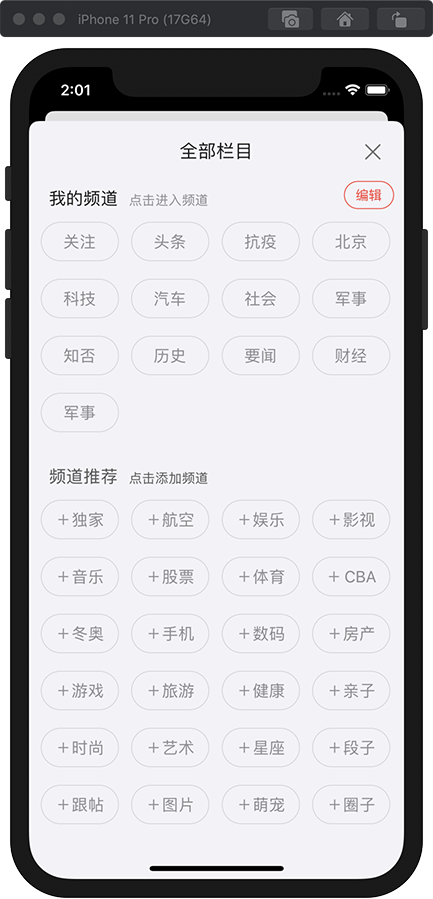 iPhone 11 Pro (17G64)
2:01
全部栏目
我的频道 点击进入频道 编辑
关注 头条 抗疫 北京
科技 汽车 社会 军事
知否 历史 要闻 财经
军事
频道推荐 点击添加频道
+独家 +航空 +娱乐 +影视
+音乐 +股票 +体育 + CBA
+冬奥 +手机 +数码 +房产
+游戏 +旅游 +健康 +亲子
+时尚 +艺术 +星座 +段子
+跟帖 +图片 +萌宠 +圈子